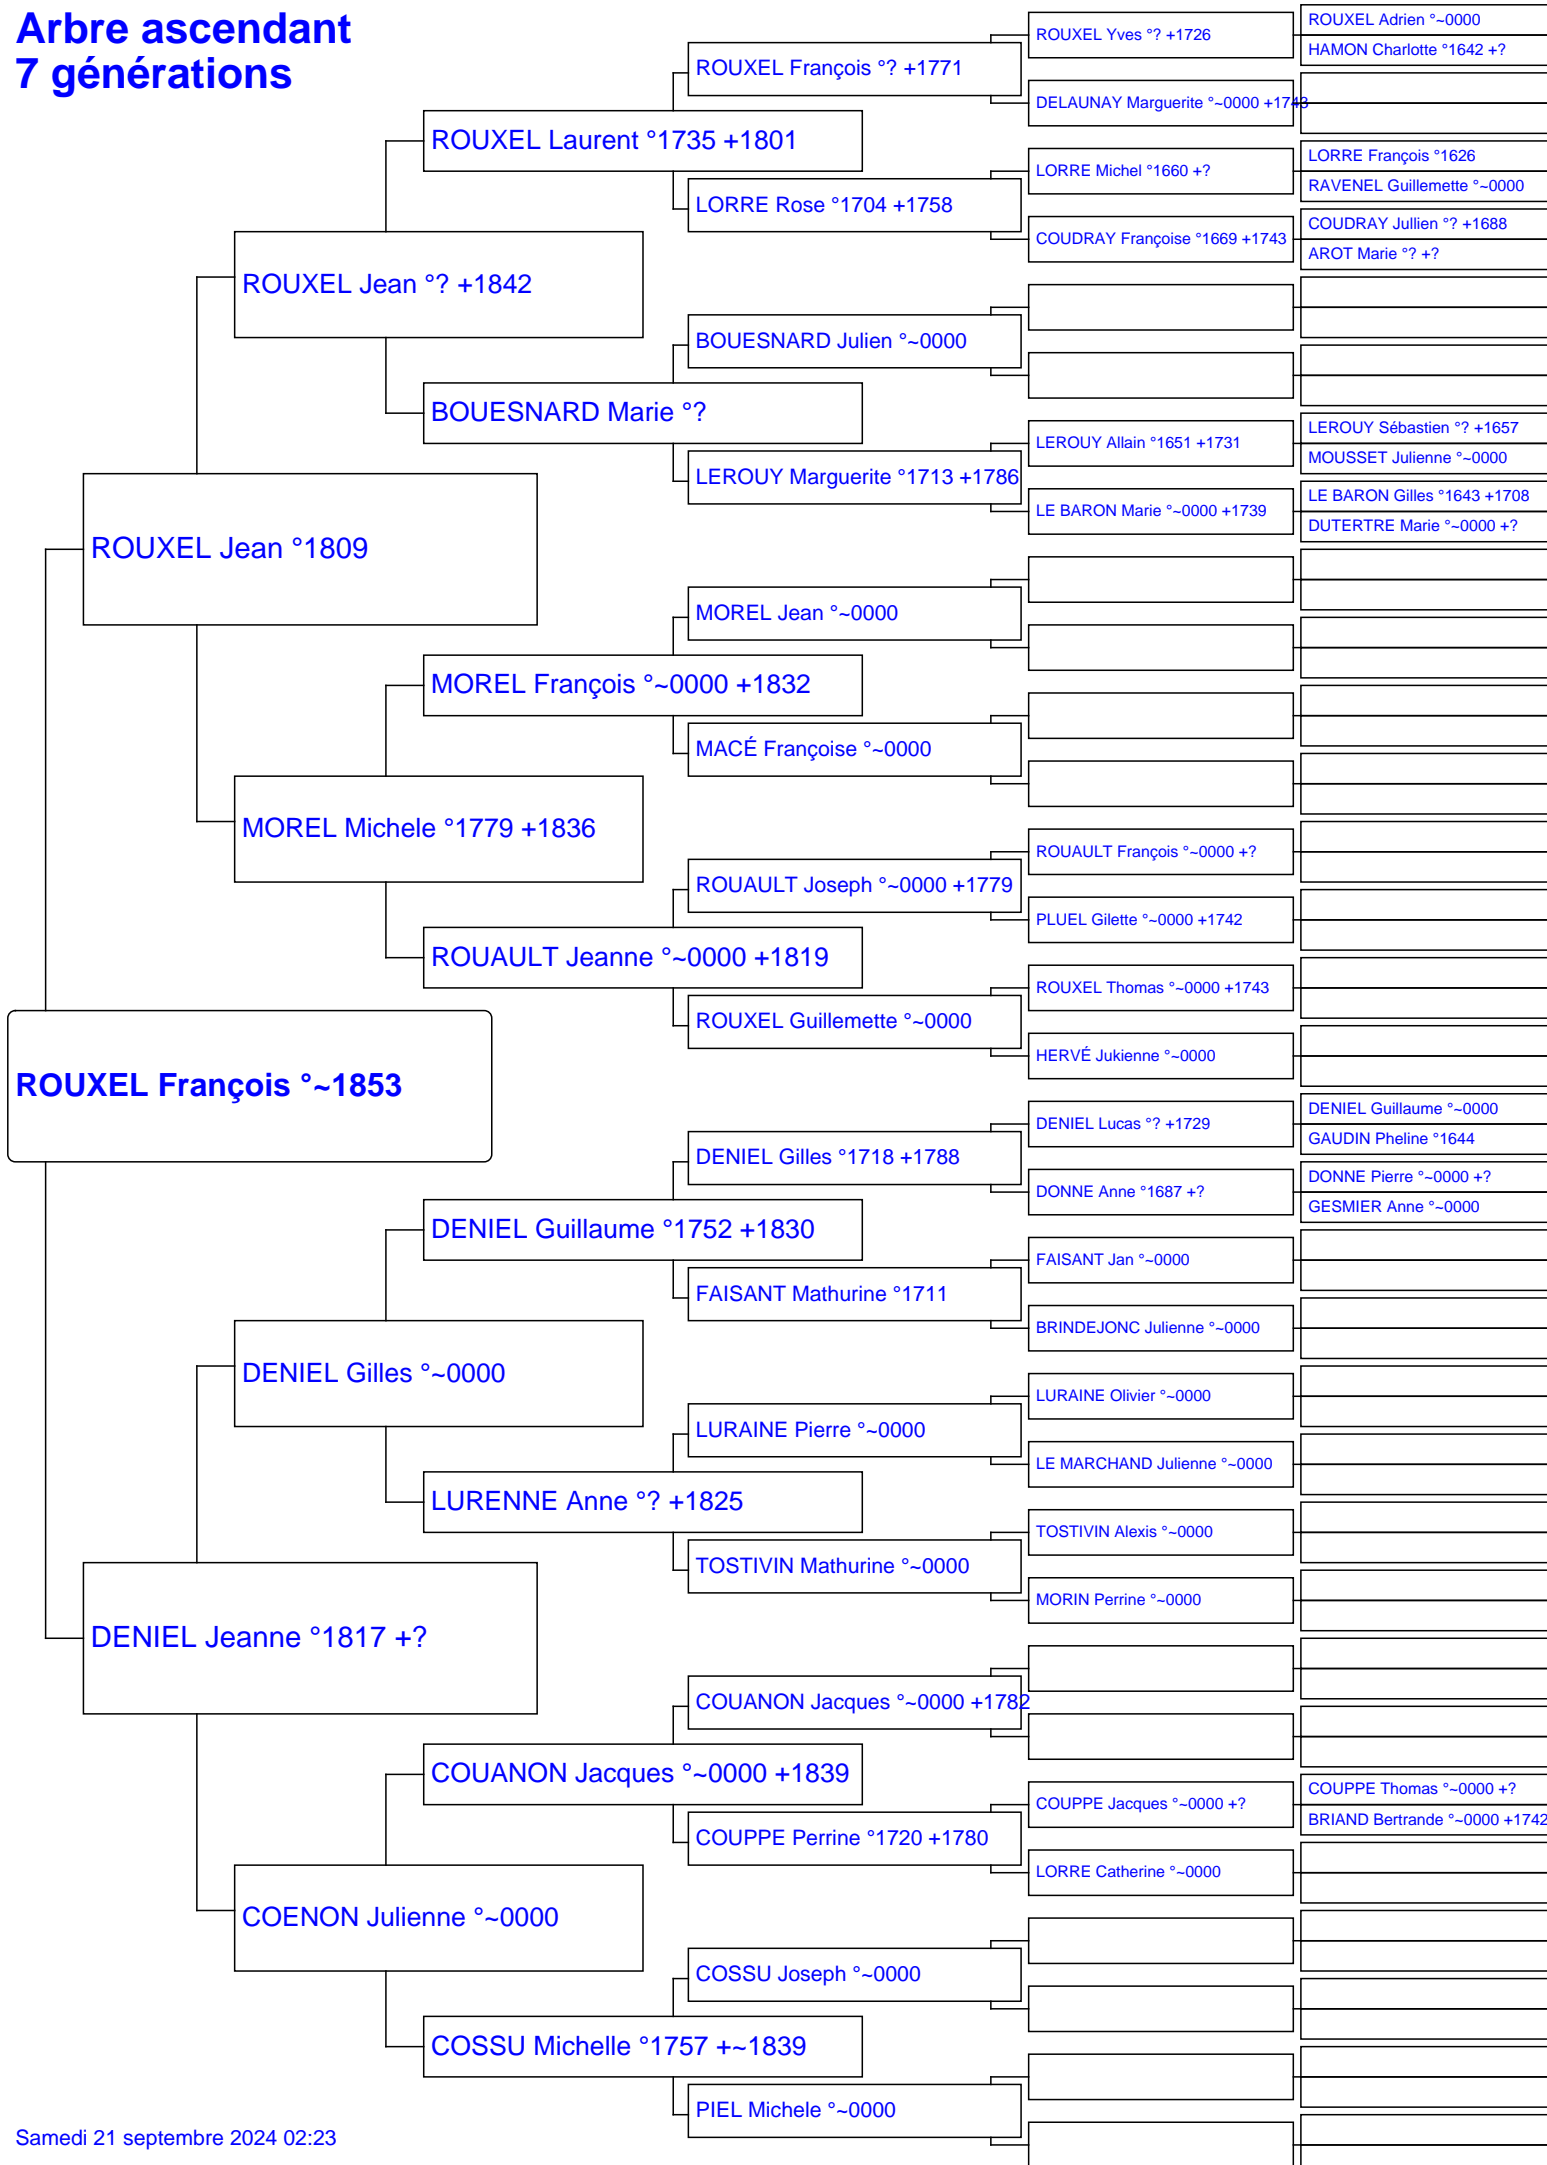 Arbre ascendant
7 générations
ROUXEL François °~1853
ROUXEL Jean °1809
DENIEL Jeanne °1817 +?
ROUXEL Jean °? +1842
MOREL Michele °1779 +1836
DENIEL Gilles °~0000
COENON Julienne °~0000
ROUXEL Laurent °1735 +1801
BOUESNARD Marie °?
MOREL François °~0000 +1832
ROUAULT Jeanne °~0000 +1819
DENIEL Guillaume °1752 +1830
LURENNE Anne °? +1825
COUANON Jacques °~0000 +1839
COSSU Michelle °1757 +~1839
ROUXEL François °? +1771
LORRE Rose °1704 +1758
BOUESNARD Julien °~0000
LEROUY Marguerite °1713 +1786
MOREL Jean °~0000
MACÉ Françoise °~0000
ROUAULT Joseph °~0000 +1779
ROUXEL Guillemette °~0000
DENIEL Gilles °1718 +1788
FAISANT Mathurine °1711
LURAINE Pierre °~0000
TOSTIVIN Mathurine °~0000
COUANON Jacques °~0000 +1782
COUPPE Perrine °1720 +1780
COSSU Joseph °~0000
PIEL Michele °~0000
ROUXEL Yves °? +1726
DELAUNAY Marguerite °~0000 +1743
LORRE Michel °1660 +?
COUDRAY Françoise °1669 +1743
LEROUY Allain °1651 +1731
LE BARON Marie °~0000 +1739
ROUAULT François °~0000 +?
PLUEL Gilette °~0000 +1742
ROUXEL Thomas °~0000 +1743
HERVÉ Jukienne °~0000
DENIEL Lucas °? +1729
DONNE Anne °1687 +?
FAISANT Jan °~0000
BRINDEJONC Julienne °~0000
LURAINE Olivier °~0000
LE MARCHAND Julienne °~0000
TOSTIVIN Alexis °~0000
MORIN Perrine °~0000
COUPPE Jacques °~0000 +?
LORRE Catherine °~0000
ROUXEL Adrien °~0000
HAMON Charlotte °1642 +?
LORRE François °1626
RAVENEL Guillemette °~0000
COUDRAY Jullien °? +1688
AROT Marie °? +?
LEROUY Sébastien °? +1657
MOUSSET Julienne °~0000
LE BARON Gilles °1643 +1708
DUTERTRE Marie °~0000 +?
DENIEL Guillaume °~0000
GAUDIN Pheline °1644
DONNE Pierre °~0000 +?
GESMIER Anne °~0000
COUPPE Thomas °~0000 +?
BRIAND Bertrande °~0000 +1742
Samedi 21 septembre 2024 02:23